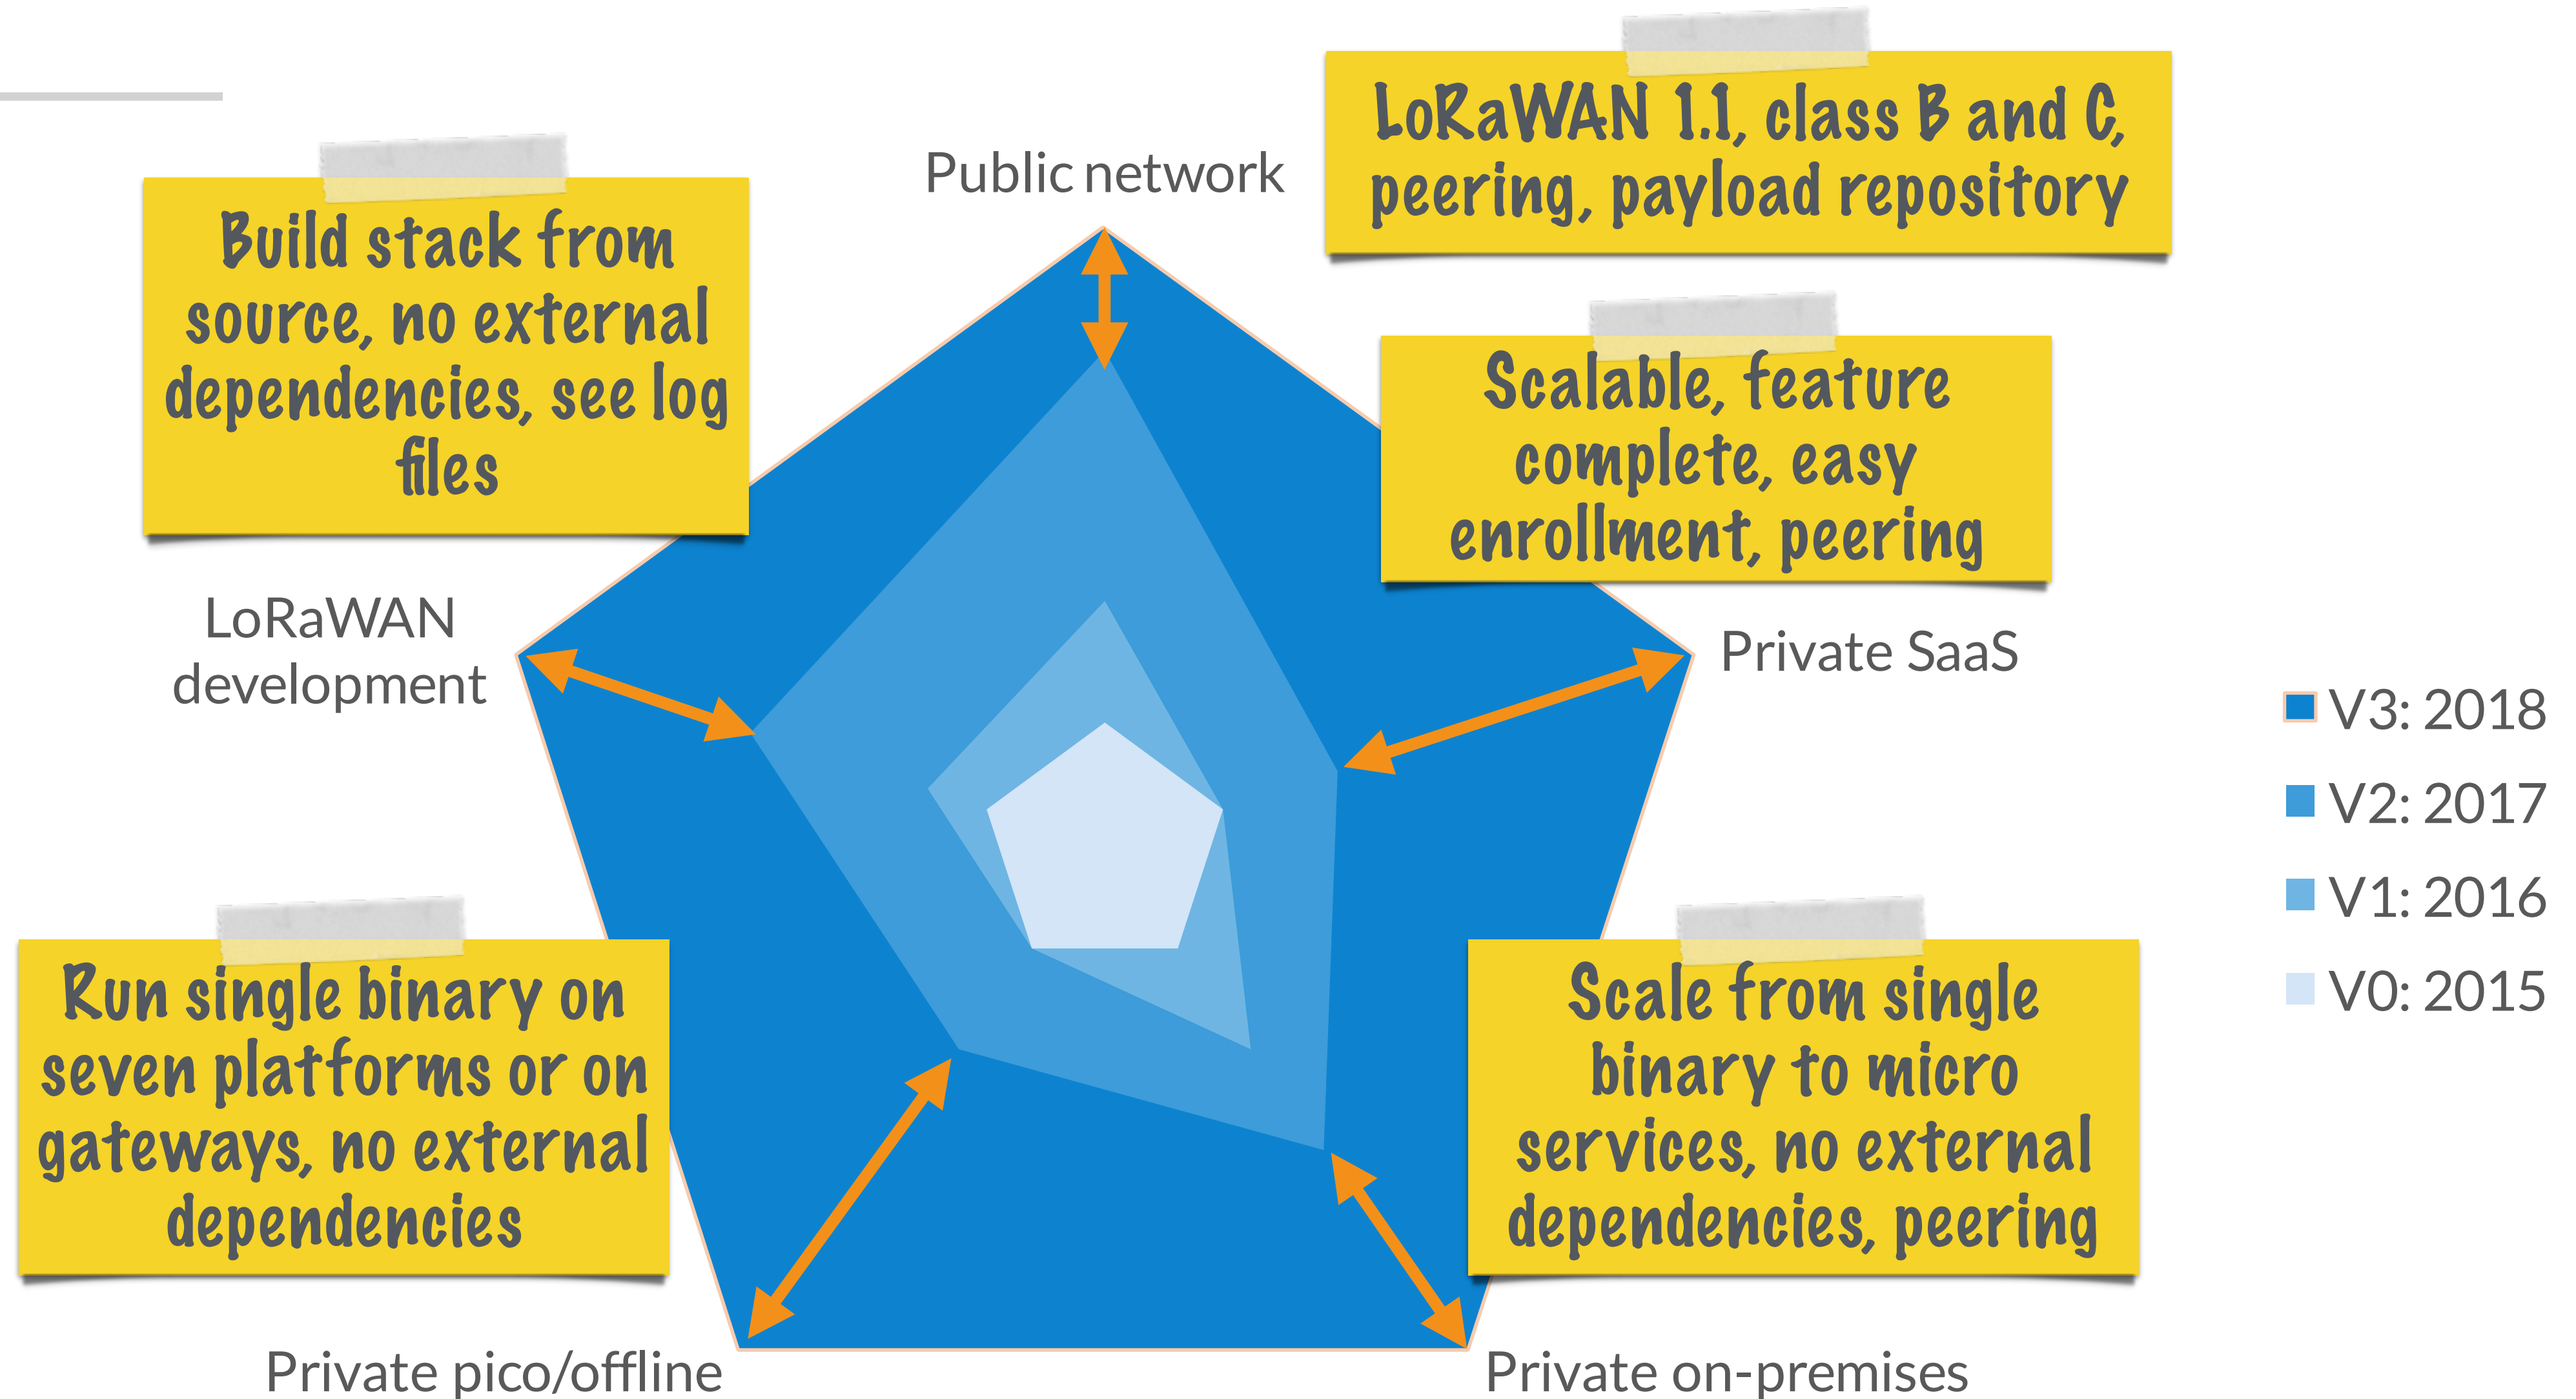 Public network
LoRaWAN 1.1, class B and C,
peering, payload repository
Build stack from
source, no external
dependencies, see log
files
Scalable, feature
complete, easy
enrollment, peering
LoRaWAN
development
Private SaaS
V3: 2018
V2: 2017
V1: 2016
V0: 2015
Run single binary on
seven platforms or on
gateways, no external
dependencies
Scale from single
binary to micro
services, no external
dependencies, peering
Private pico/offline
Private on-premises